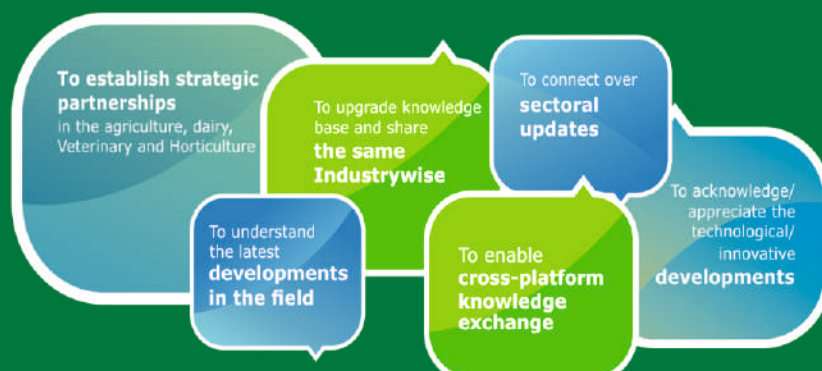 To establish strategic
partnerships
in the agriculture, dairy,
Veterinary and Horticulture
To upgrade knowledge
base and share
the same
Industrywise
To connect over
sectoral
updates
To understand
the latest
developments
in the field
To enable
cross-platform
knowledge
exchange
To acknowledge/
appreciate the
technological/
innovative
developments